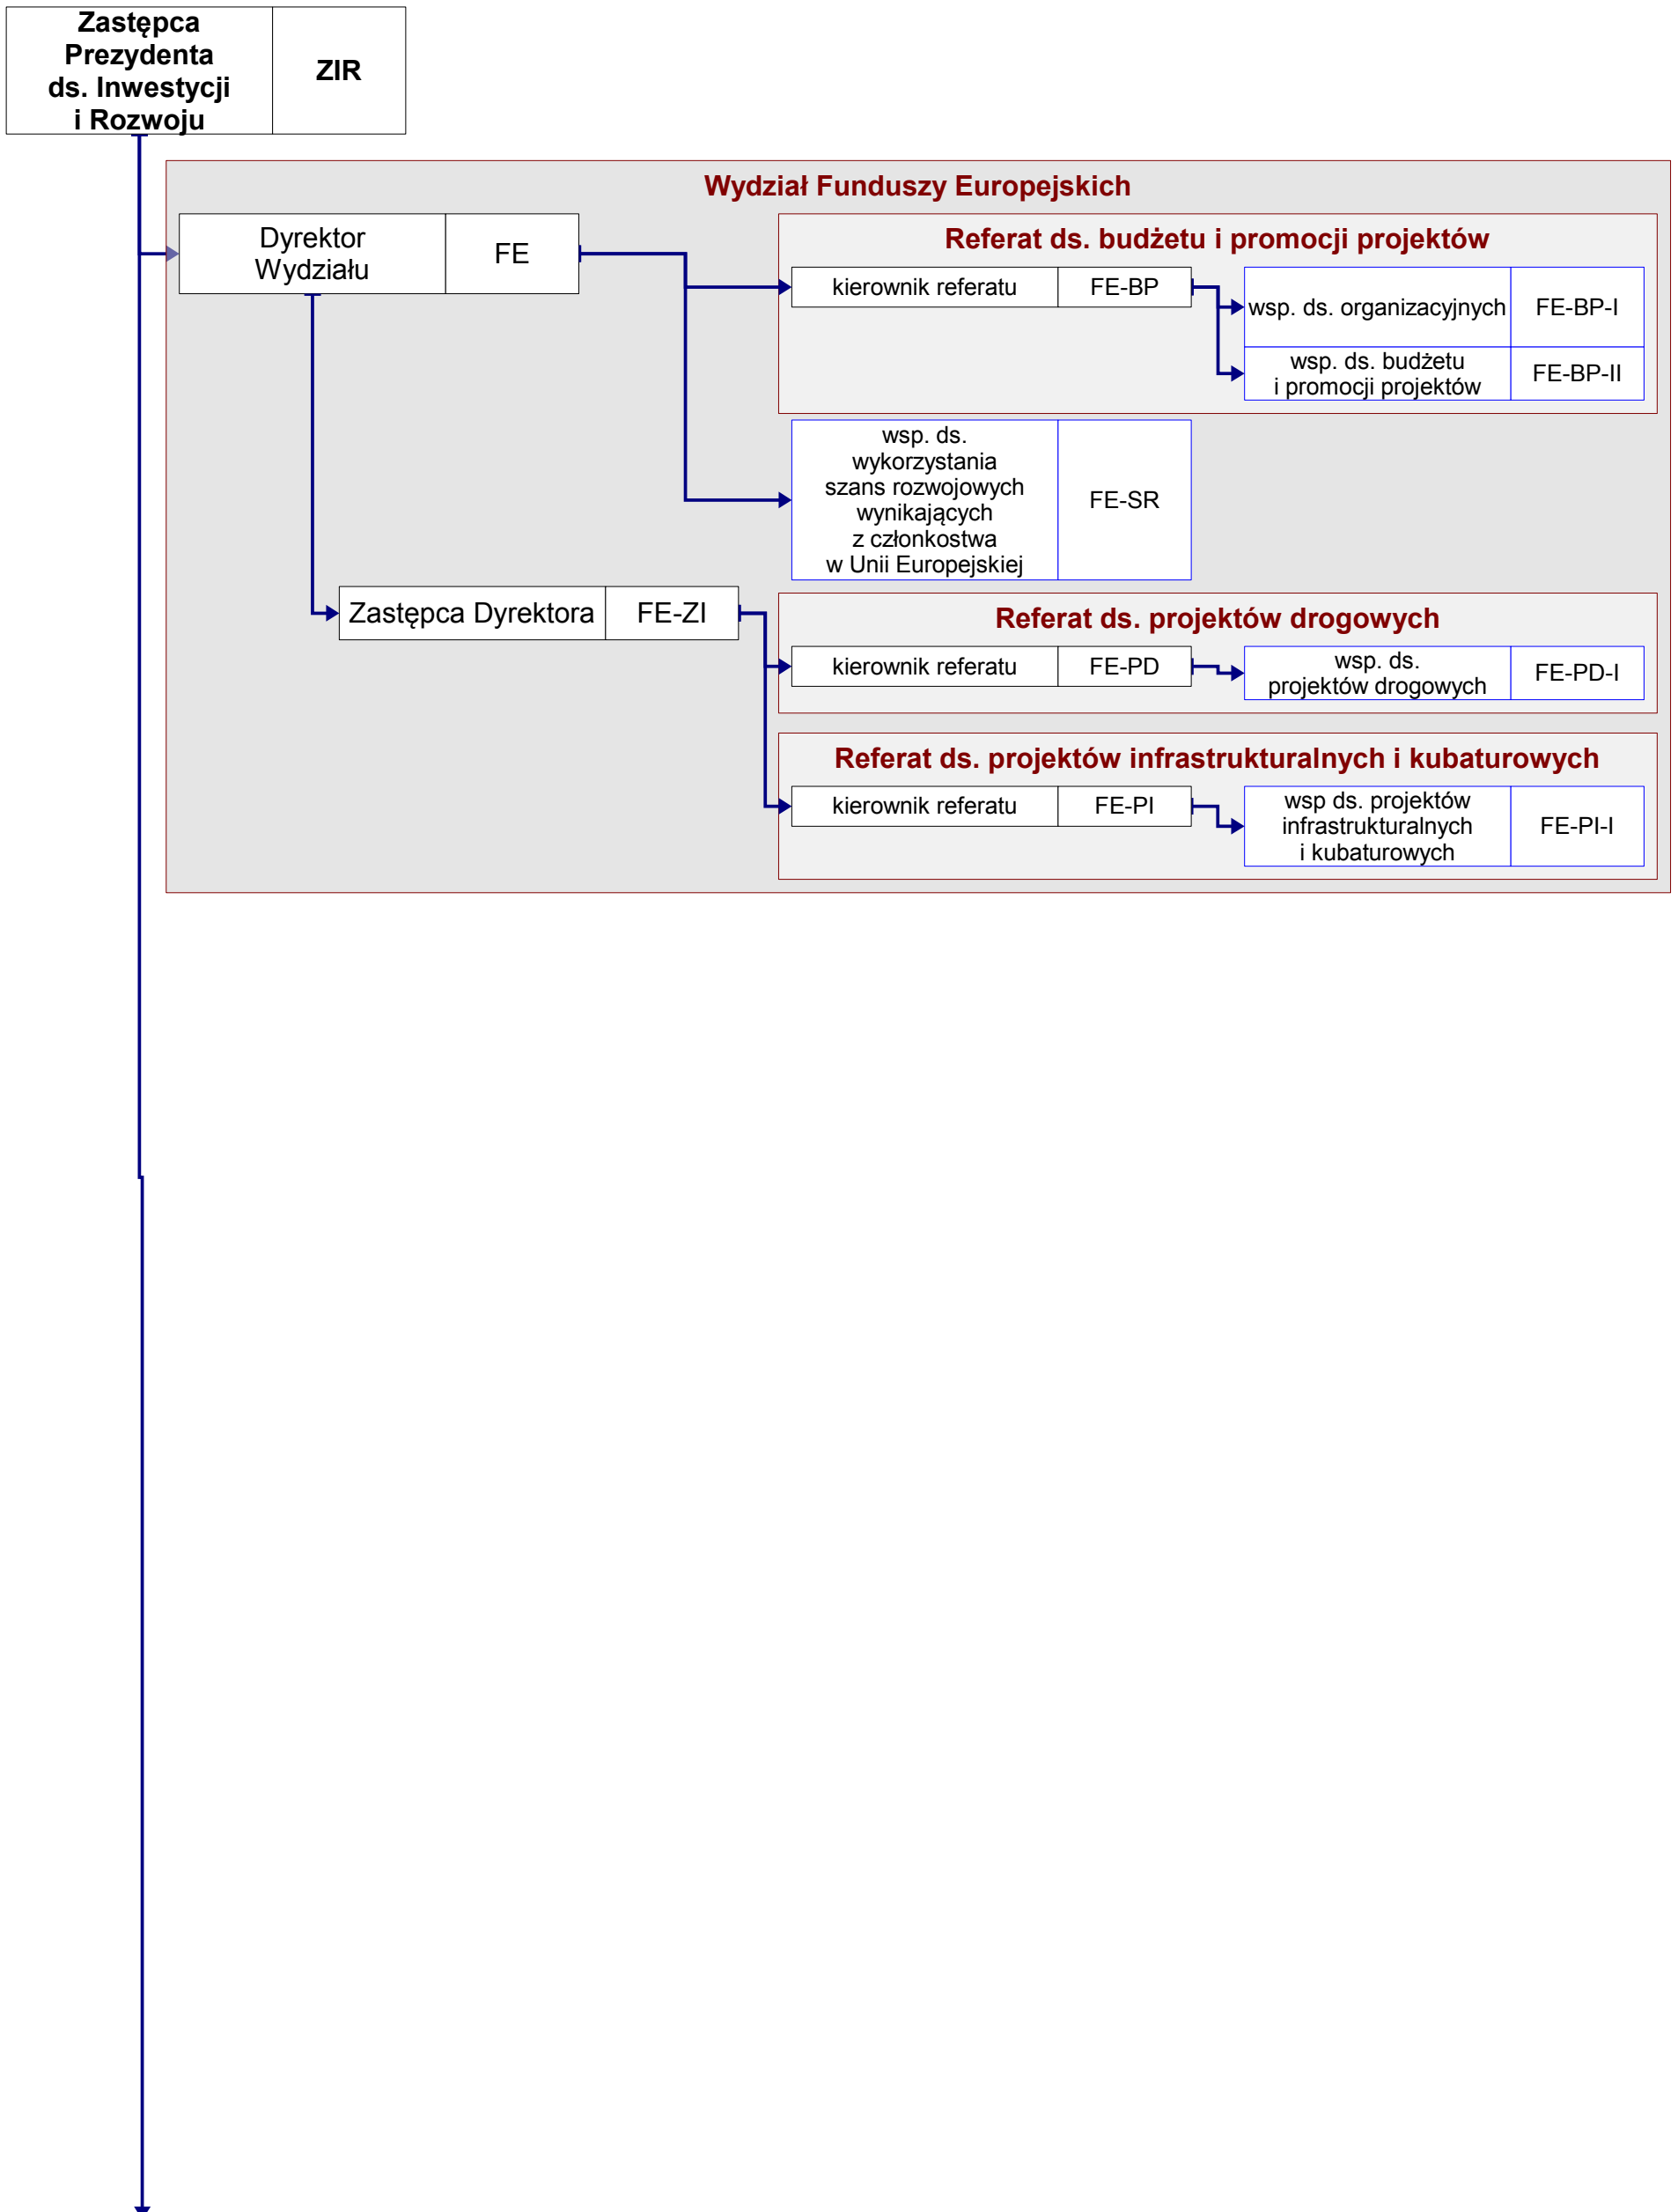 Zastępca
Prezydenta
ds. Inwestycji
i Rozwoju
ZIR
Wydział Funduszy Europejskich
Dyrektor
Wydziału
FE
Referat ds. budżetu i promocji projektów
kierownik referatu
FE-BP
wsp. ds. organizacyjnych
FE-BP-I
wsp. ds. budżetu
i promocji projektów
FE-BP-II
wsp. ds.
wykorzystania
szans rozwojowych
wynikających
z członkostwa
w Unii Europejskiej
FE-SR
Zastępca Dyrektora
FE-ZI
Referat ds. projektów drogowych
kierownik referatu
FE-PD
wsp. ds.
projektów drogowych
FE-PD-I
Referat ds. projektów infrastrukturalnych i kubaturowych
kierownik referatu
FE-PI
wsp ds. projektów
infrastrukturalnych
i kubaturowych
FE-PI-I